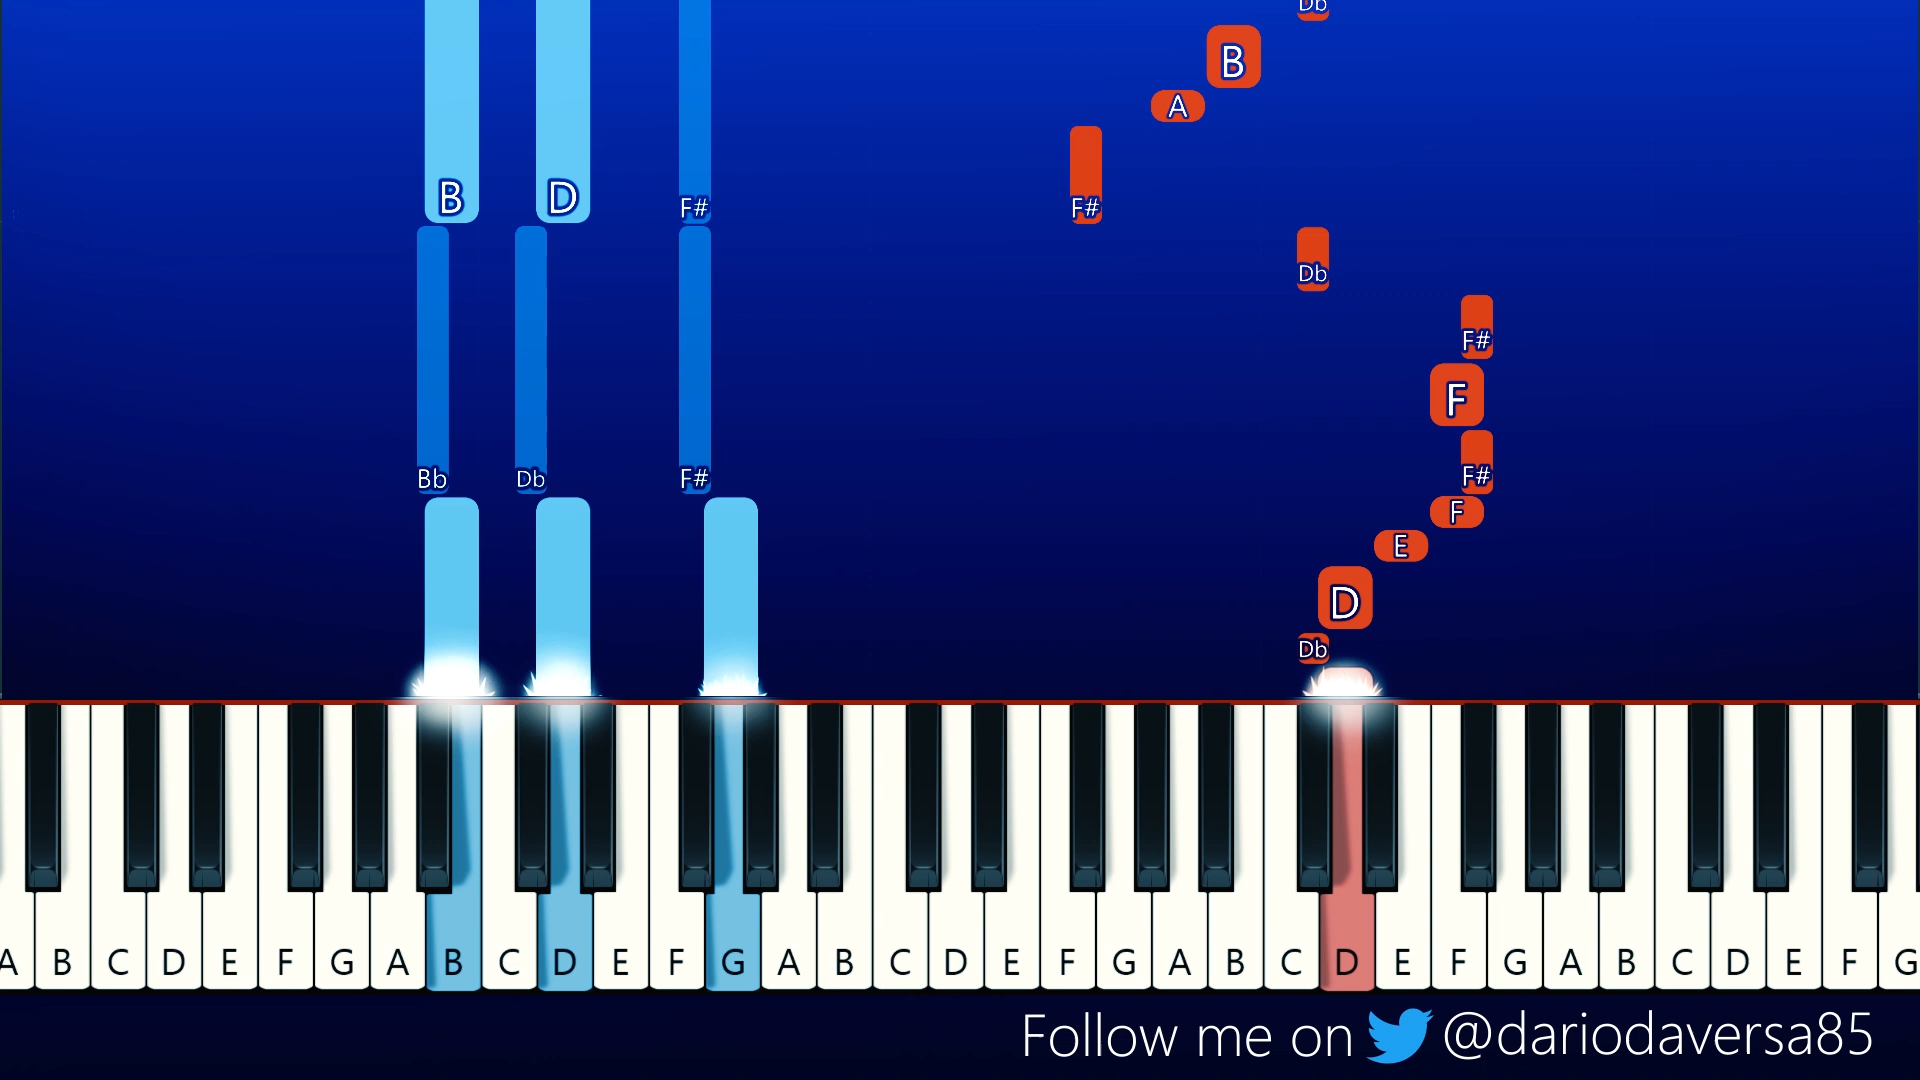 Db
B
A
B D F# F#
Db
F#
F
Bb Db F# F#
F
E
D
Db
A B C D E F G A B C D E F G A B C D E F G A B C D E F G A B C D E F G
Follow me on @dariodaversa85